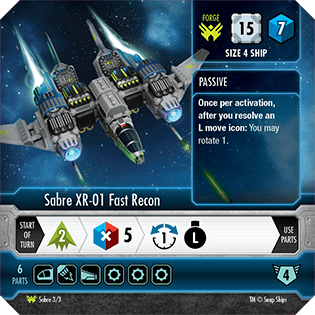 FORGE
15
7
SIZE 4 SHIP
PASSIVE
Once per activation,
after you resolve an
L move icon: You may
rotate 1.
Sabre XR-01 Fast Recon
START
OF
TURN
2
5
1
L
USE
PARTS
6
PARTS
4
Sabre 3/3
TM © Snap Ships